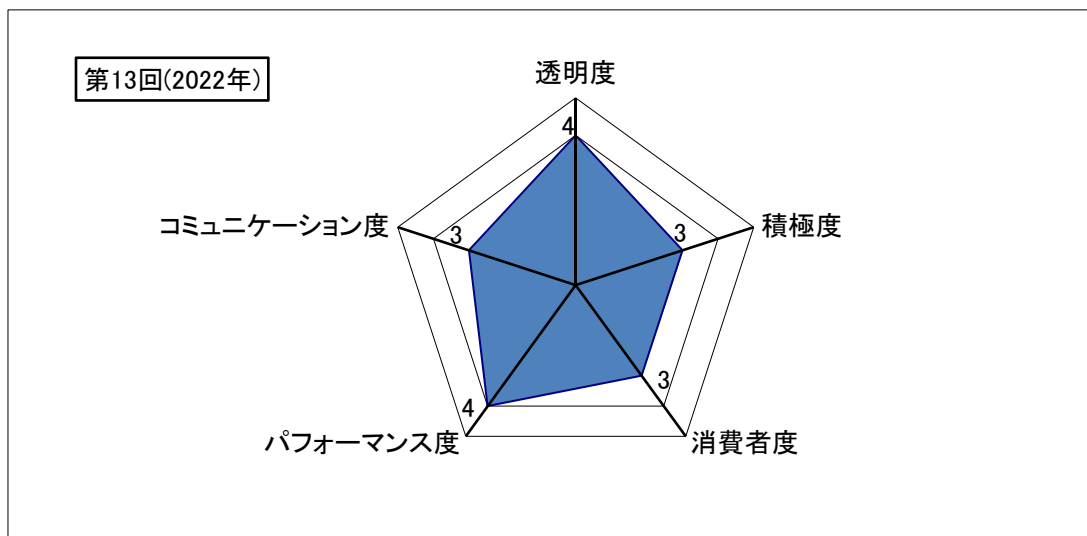 第13回(2022年)
透明度
4
コミュニケーション度
3
3
積極度
3
4
パフォーマンス度
消費者度